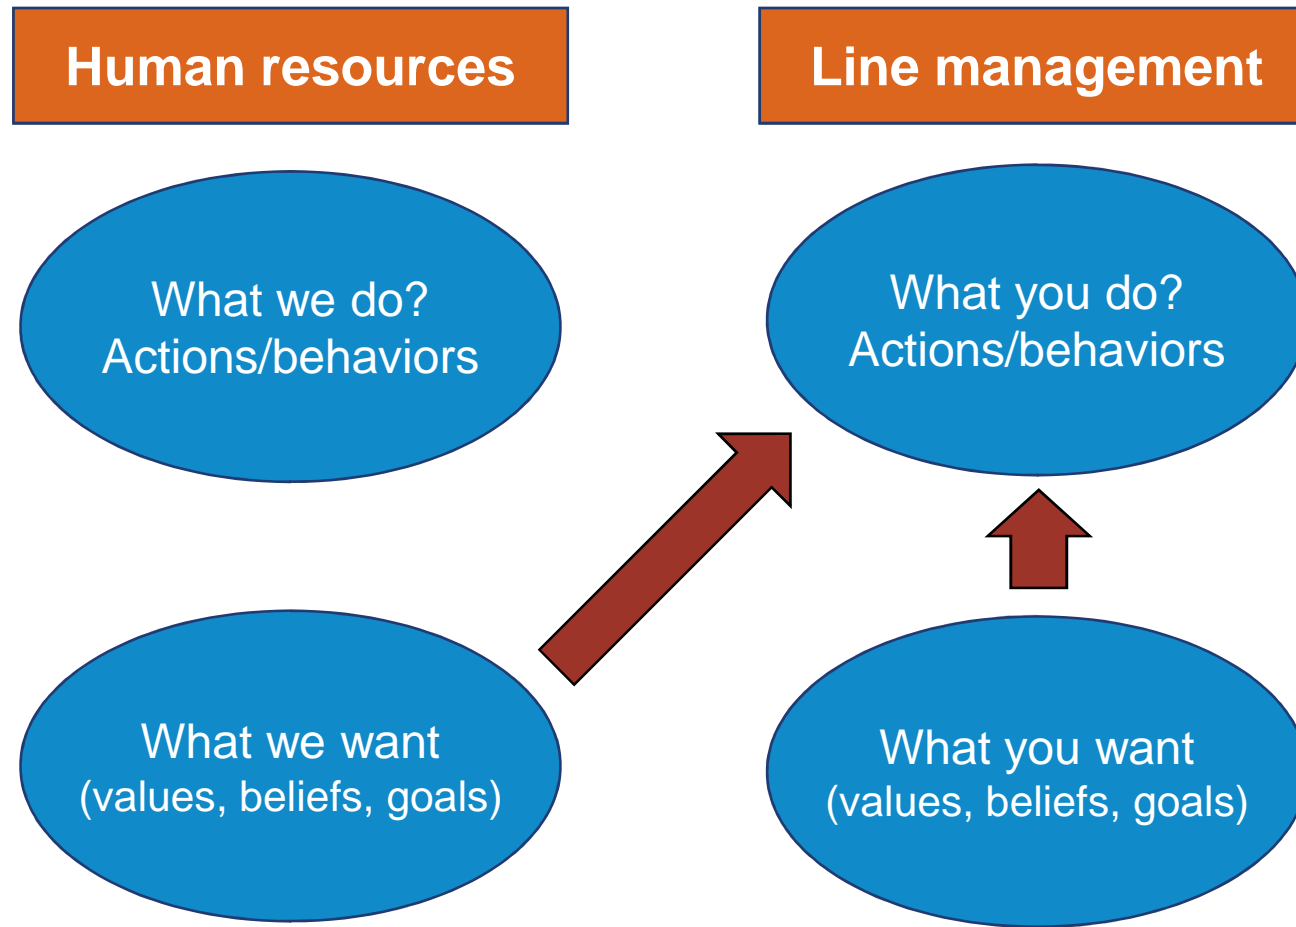 Human resources
Line management
What we do?
Actions/behaviors
What you do?
Actions/behaviors
What we want
(values, beliefs, goals)
What you want
(values, beliefs, goals)